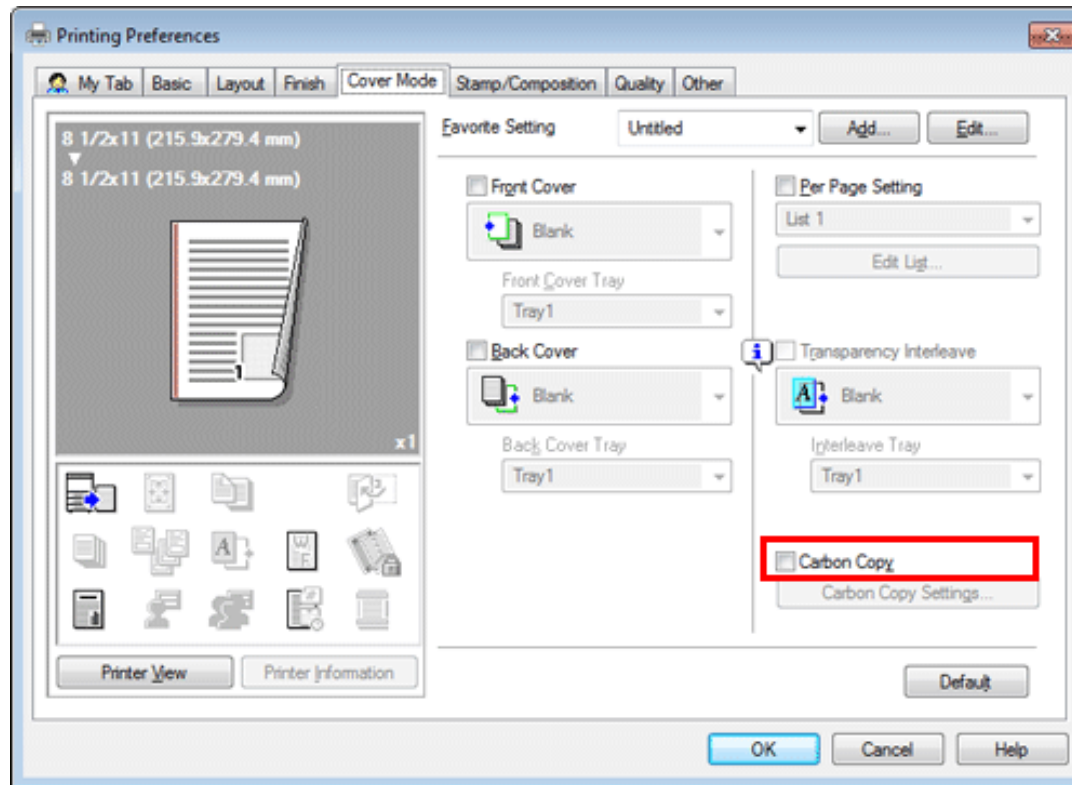 Printing Preferences
My Tab Basic Layout Finish Cover Mode Stamp/Composition Quality Other
8 1/2x11 (215.9x279.4 mm)
8 1/2x11 (215.9x279.4 mm)
1
x1
Favorite Setting Untitled Add... Edit...
Front Cover
Blank
Front Cover Tray
Tray1
Back Cover
Blank
Back Cover Tray
Tray1
Per Page Setting
List 1
Edit List...
Transparency Interleave
Blank
Interleave Tray
Tray1
Carbon Copy
Carbon Copy Settings...
Printer View Printer Information
Default
OK Cancel Help